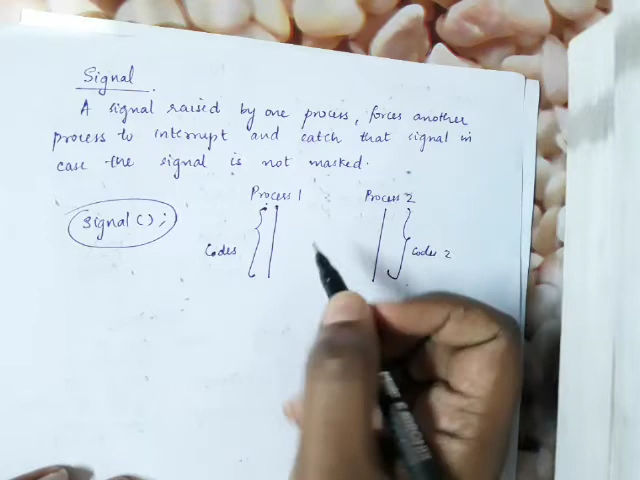 Signal
A signal raised by one process, forces another
process to interrupt and catch that signal in
case the signal is not masked.
Process 1 Process 2
Signal();
Codes Codes 2